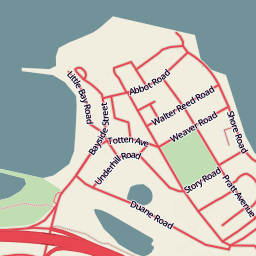 Little Bay Road
Abbot Road
Bayside Street
Walter Reed Road
Shore Road
Weaver Road
Totten Ave
Underhill Road
Story Road
Pratt Avenue
Duane Road